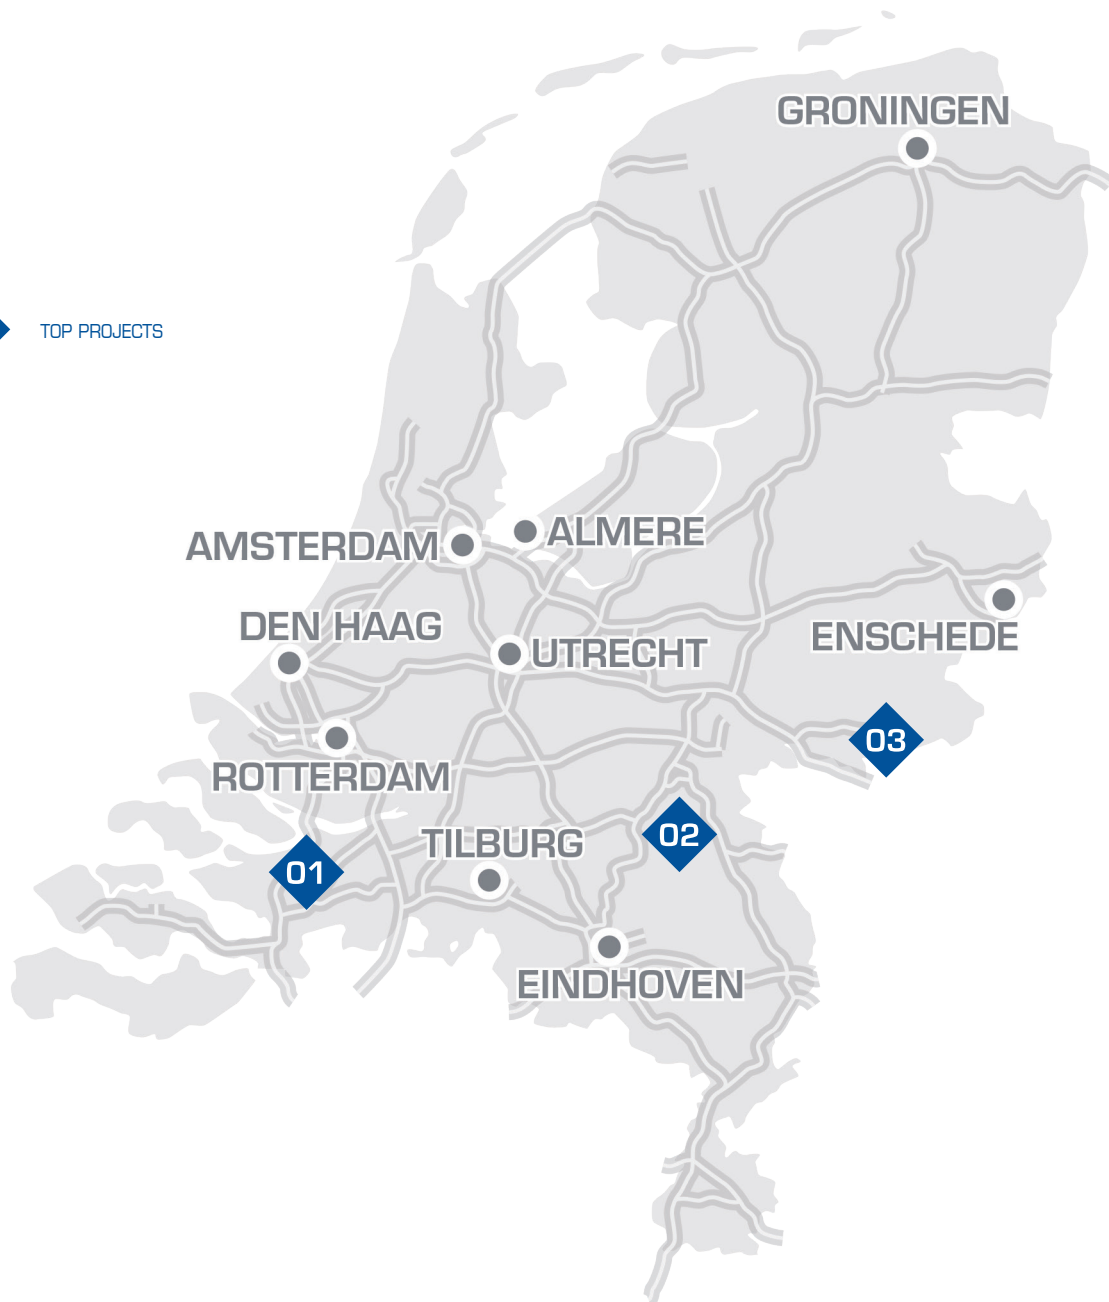 GRONINGEN
TOP PROJECTS
AMSTERDAM
ALMERE
DEN HAAG
UTRECHT
ENSCHEDE
03
ROTTERDAM
02
TILBURG
01
EINDHOVEN